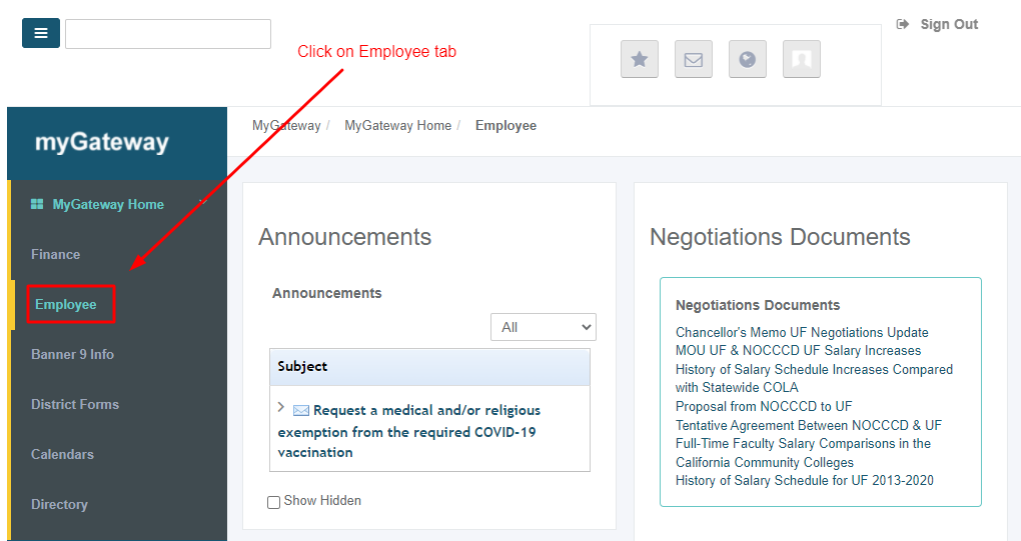 Sign Out
Click on Employee tab
myGateway
MyGateway / MyGateway Home / Employee
MyGateway Home
Finance
Employee
Banner 9 Info
District Forms
Calendars
Directory
Announcements
Announcements
All
Subject
Request a medical and/or religious
exemption from the required COVID-19
vaccination
Show Hidden
Negotiations Documents
Negotiations Documents
Chancellor's Memo UF Negotiations Update
MOU UF & NOCCCD UF Salary Increases
History of Salary Schedule Increases Compared
with Statewide COLA
Proposal from NOCCCD to UF
Tentative Agreement Between NOCCCD & UF
Full-Time Faculty Salary Comparisons in the
California Community Colleges
History of Salary Schedule for UF 2013-2020